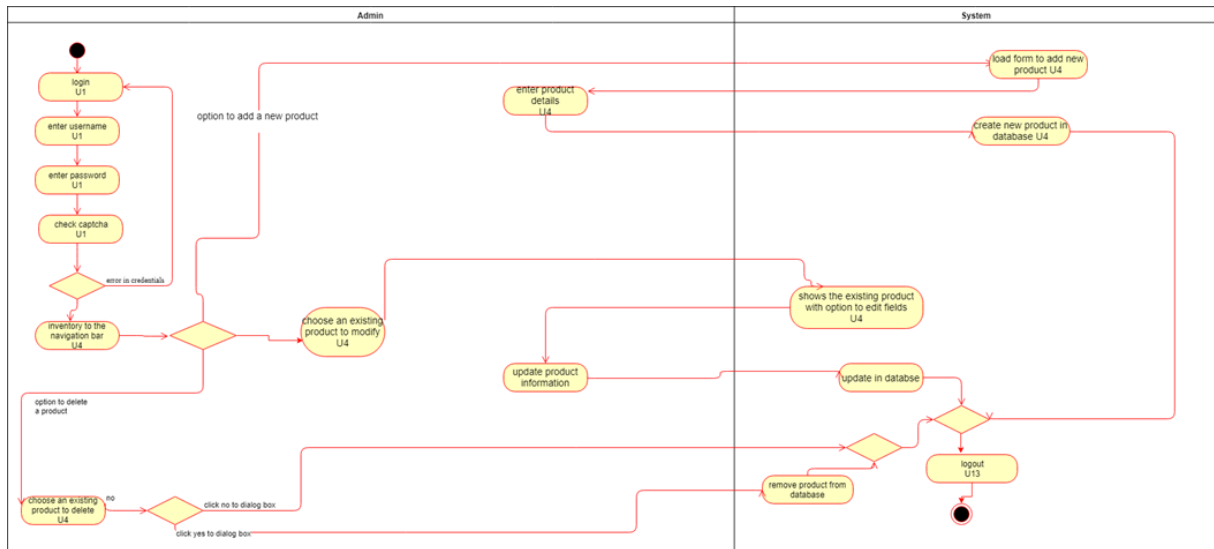 Admin
System
login
U1
enter username
U1
enter password
U1
check captcha
U1
error in credentials
inventory to the
navigation bar
U4
option to add a new product
load form to add new
product U4
enter product
details
U4
create new product in
database U4
choose an existing
product to modify
U4
shows the existing product
with option to edit fields
U4
update product
information
update in databse
option to delete
a product
choose an existing
product to delete
U4
no
click no to dialog box
click yes to dialog box
remove product from
database
logout
U13